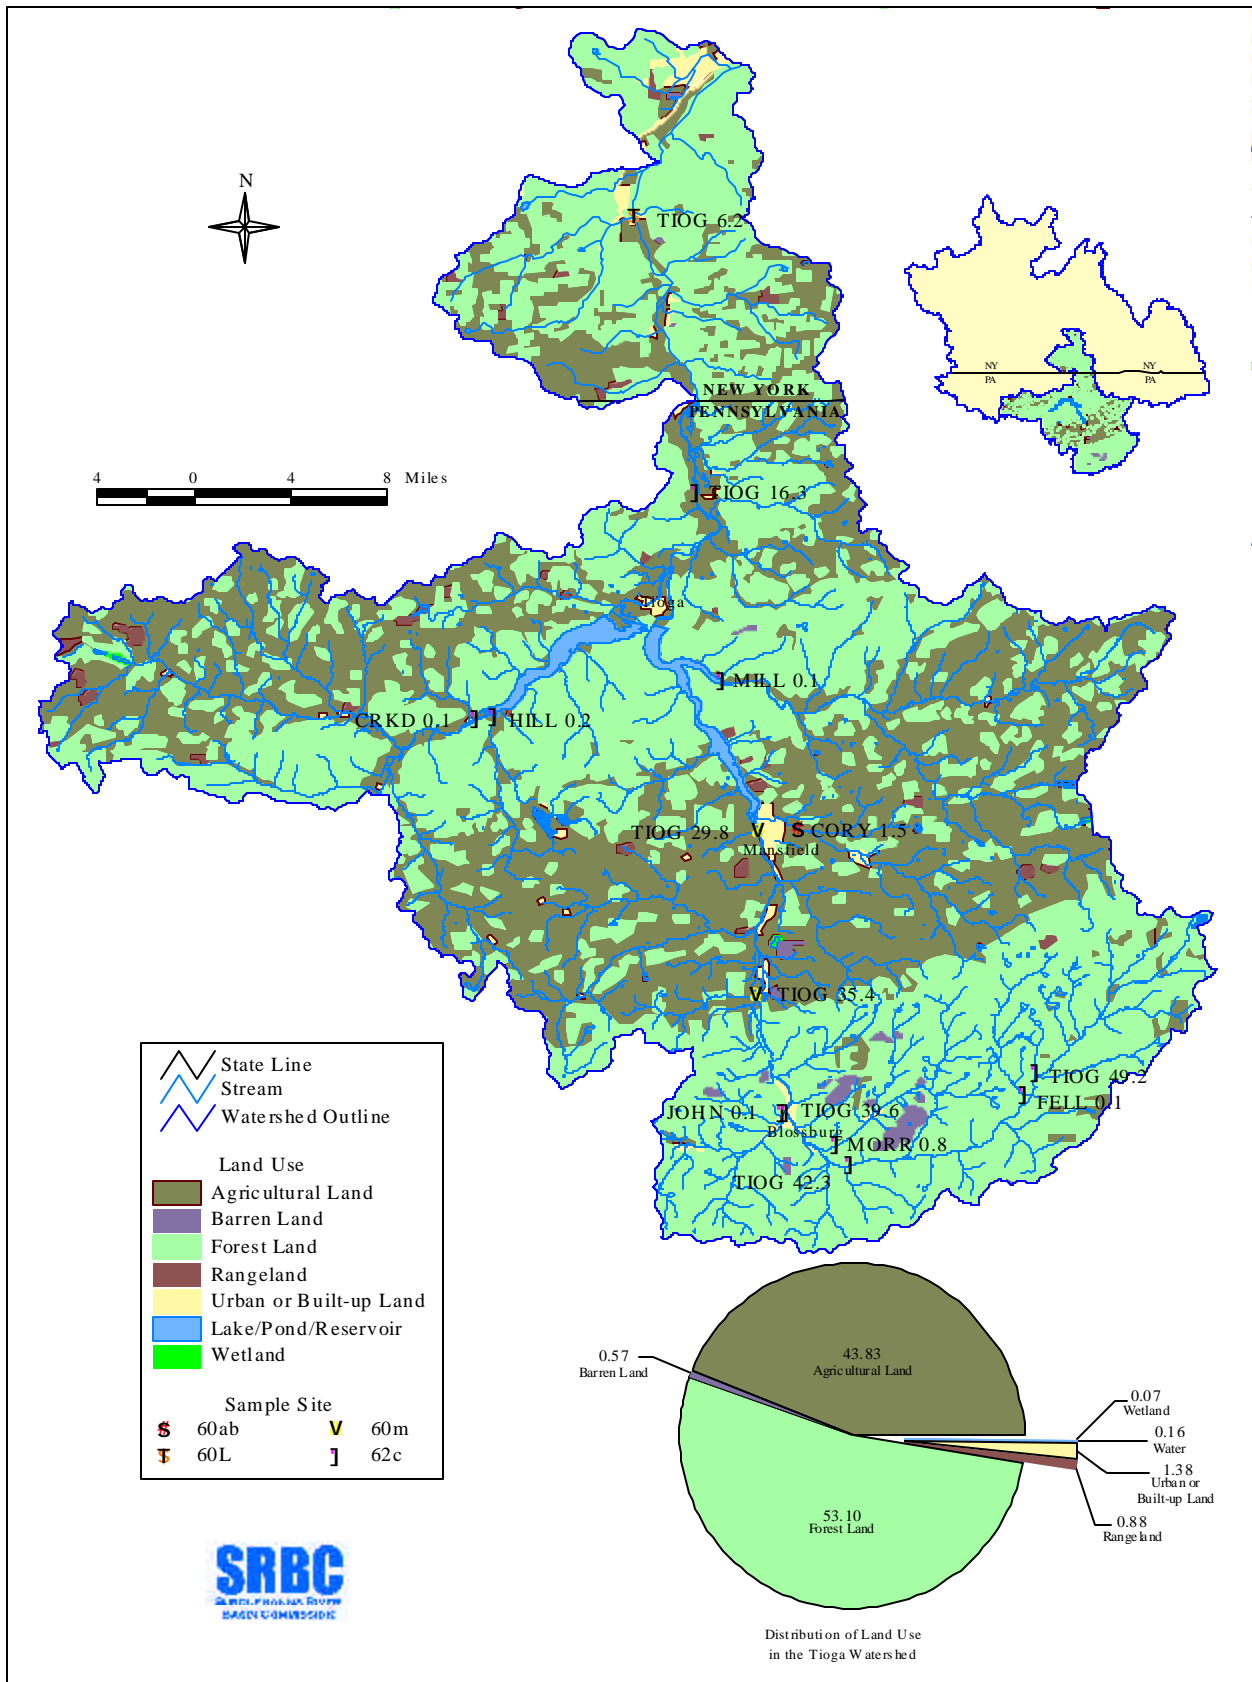 N
TIOG 6.2
NY
PA
NY
PA
NEW YORK
PENNSYLVANIA
4 0 4 8 Miles
TIOG 16.3
Tioga
MILL 0.1
CRKD 0.1
HILL 0.2
TIOG 29.8
CORY 1.5
Mansfield
TIOG 35.4
TIOG 49.2
FELL 0.1
JOHN 0.1
TIOG 39.6
Blossburg
MORR 0.8
TIOG 42.3
State Line
Stream
Watershed Outline
Land Use
Agricultural Land
Barren Land
Forest Land
Rangeland
Urban or Built-up Land
Lake/Pond/Reservoir
Wetland
Sample Site
60ab
60m
60L
62c
43.83
Agricultural Land
0.57
Barren Land
0.07
Wetland
0.16
Water
1.38
Urban or
Built-up Land
0.88
Rangeland
53.10
Forest Land
Distribution of Land Use
in the Tioga Watershed
SRBC
SUSQUEHANNA RIVER
BASIN COMMISSION